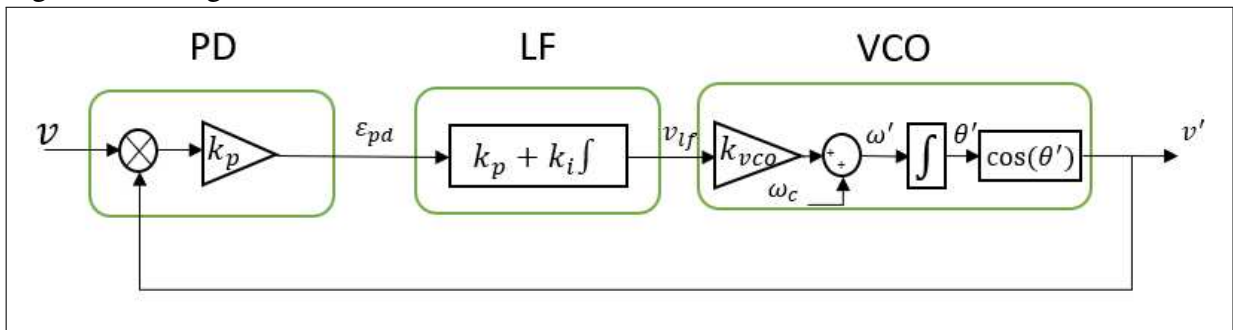 PD LF VCO
v k_p ε_pd k_p + k_i ∫ v_lf k_vco + + ω' ∫ θ' cos(θ') v'
ω_c